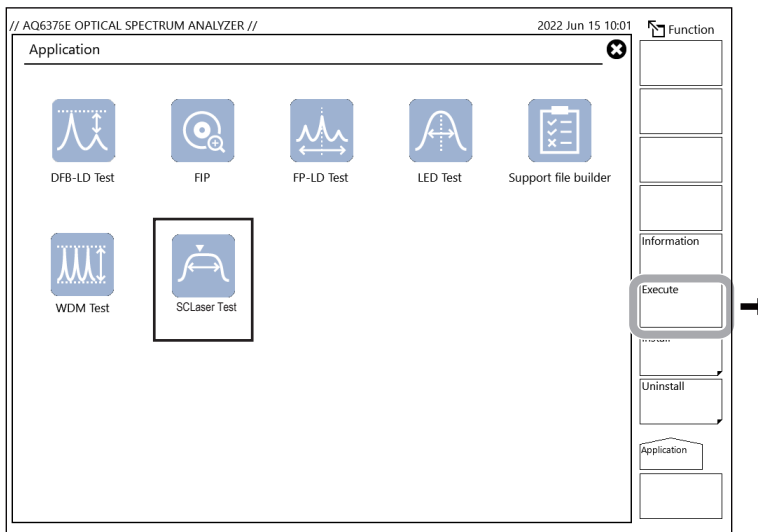 // AQ6376E OPTICAL SPECTRUM ANALYZER // 2022 Jun 15 10:01
Function
Application
DFB-LD Test FIP FP-LD Test LED Test Support file builder
WDM Test SCLaser Test
Information
Execute
Install
Uninstall
Application